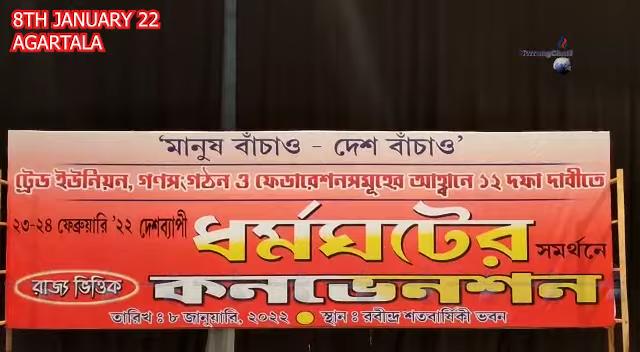 8TH JANUARY 22
AGARTALA
'মানুষ বাঁচাও - দেশ বাঁচাও'
ট্রেড ইউনিয়ন, গণসংগঠন ও ফেডারেশনসমূহের আহ্বানে ১২ দফা দাবীতে
২৩-২৪ ফেব্রুয়ারি '২২ দেশব্যাপী ধর্মঘটের সমর্থনে
রাজ্য ভিত্তিক কনভেনশন
তারিখ : ৮ জানুয়ারি, ২০২২ ● স্থান : রবীন্দ্র শতবার্ষিকী ভবন